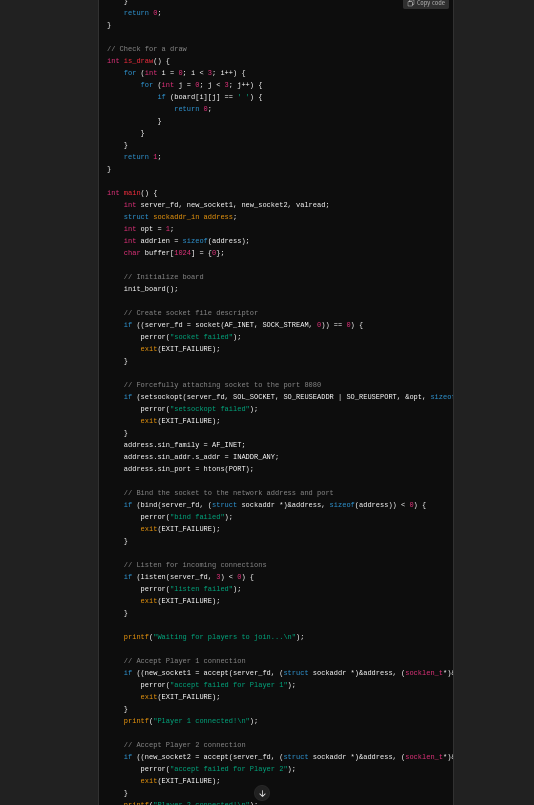 }
Copy code
    return 0;
}

// Check for a draw
int is_draw() {
    for (int i = 0; i < 3; i++) {
        for (int j = 0; j < 3; j++) {
            if (board[i][j] == ' ') {
                return 0;
            }
        }
    }
    return 1;
}

int main() {
    int server_fd, new_socket1, new_socket2, valread;
    struct sockaddr_in address;
    int opt = 1;
    int addrlen = sizeof(address);
    char buffer[1024] = {0};

    // Initialize board
    init_board();

    // Create socket file descriptor
    if ((server_fd = socket(AF_INET, SOCK_STREAM, 0)) == 0) {
        perror("socket failed");
        exit(EXIT_FAILURE);
    }

    // Forcefully attaching socket to the port 8080
    if (setsockopt(server_fd, SOL_SOCKET, SO_REUSEADDR | SO_REUSEPORT, &opt, sizeof
        perror("setsockopt failed");
        exit(EXIT_FAILURE);
    }
    address.sin_family = AF_INET;
    address.sin_addr.s_addr = INADDR_ANY;
    address.sin_port = htons(PORT);

    // Bind the socket to the network address and port
    if (bind(server_fd, (struct sockaddr *)&address, sizeof(address)) < 0) {
        perror("bind failed");
        exit(EXIT_FAILURE);
    }

    // Listen for incoming connections
    if (listen(server_fd, 3) < 0) {
        perror("listen failed");
        exit(EXIT_FAILURE);
    }

    printf("Waiting for players to join...\n");

    // Accept Player 1 connection
    if ((new_socket1 = accept(server_fd, (struct sockaddr *)&address, (socklen_t*)&
        perror("accept failed for Player 1");
        exit(EXIT_FAILURE);
    }
    printf("Player 1 connected!\n");

    // Accept Player 2 connection
    if ((new_socket2 = accept(server_fd, (struct sockaddr *)&address, (socklen_t*)&
        perror("accept failed for Player 2");
        exit(EXIT_FAILURE);
    }
    printf("Player 2 connected!\n");